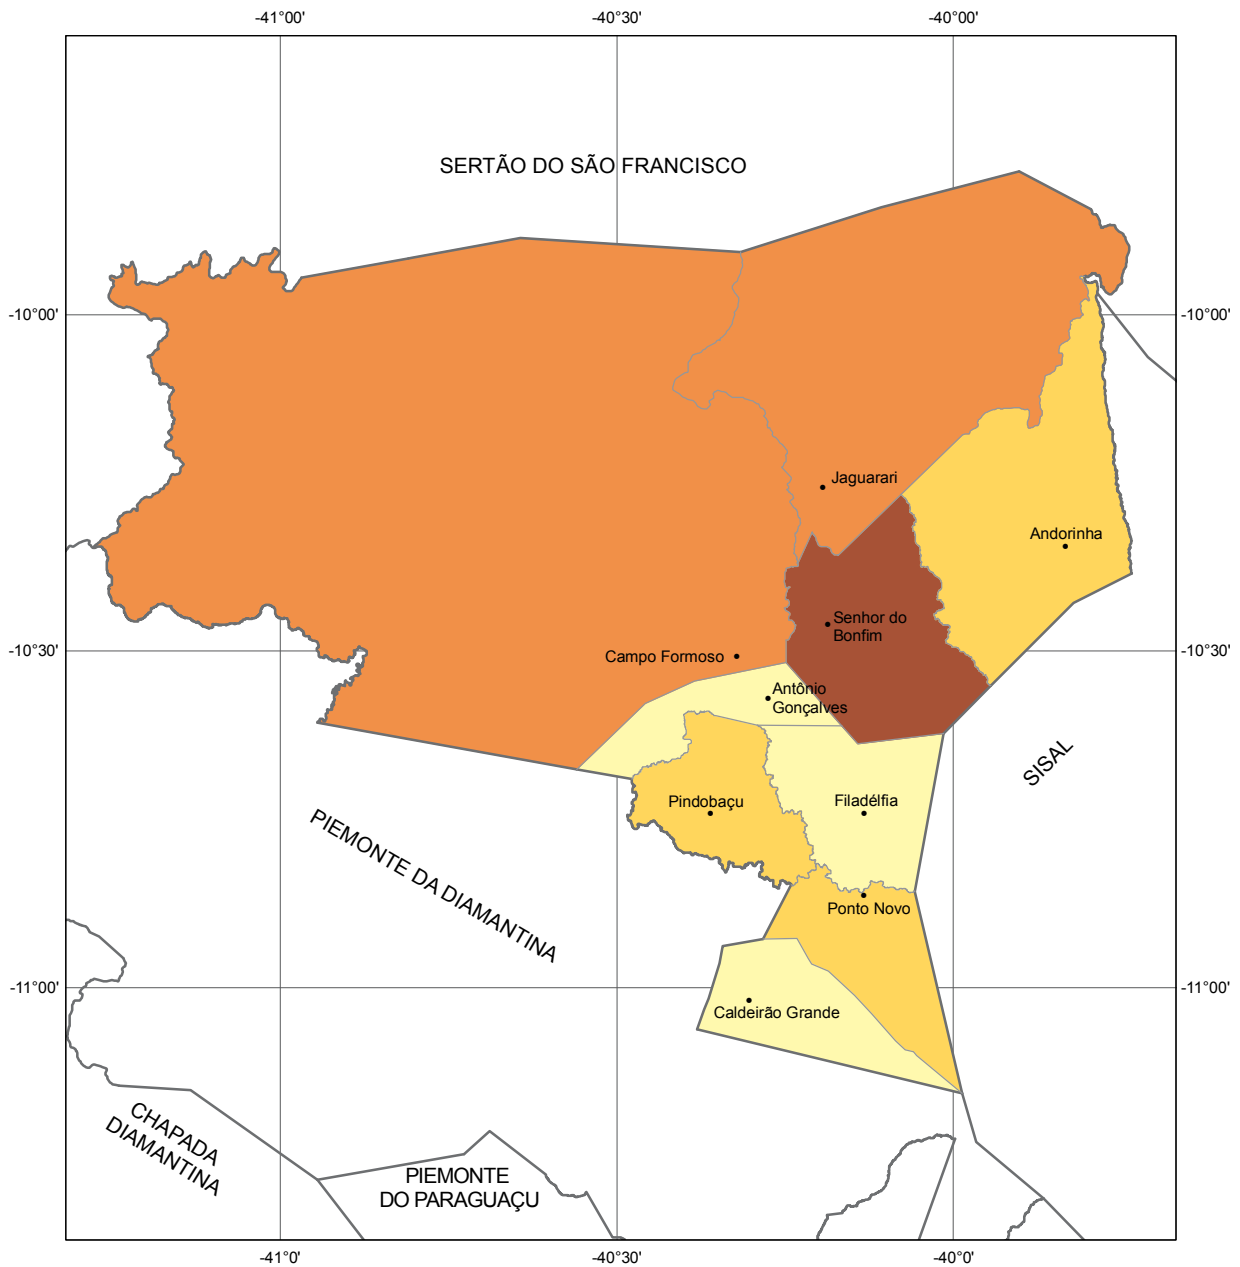 -41°00'
-40°30'
-40°00'
SERTÃO DO SÃO FRANCISCO
-10°00'
-10°00'
Jaguarari
Andorinha
Senhor do
Bonfim
-10°30'
-10°30'
Campo Formoso
Antônio
Gonçalves
SISAL
Pindobaçu
Filadélfia
PIEMONTE DA DIAMANTINA
Ponto Novo
-11°00'
-11°00'
Caldeirão Grande
CHAPADA
DIAMANTINA
PIEMONTE
DO PARAGUAÇU
-41°0'
-40°30'
-40°0'